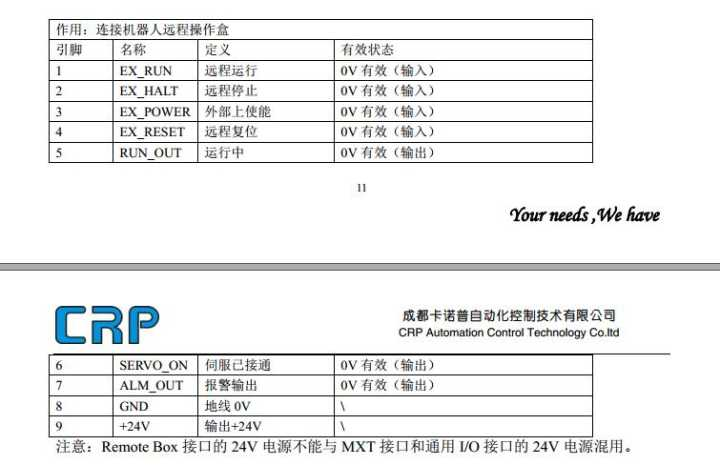 作用：连接机器人远程操作盒
引脚 名称 定义 有效状态
1 EX_RUN 远程运行 0V 有效（输入）
2 EX_HALT 远程停止 0V 有效（输入）
3 EX_POWER 外部上使能 0V 有效（输入）
4 EX_RESET 远程复位 0V 有效（输入）
5 RUN_OUT 运行中 0V 有效（输出）
11
Your needs ,We have
CRP
成都卡诺普自动化控制技术有限公司
CRP Automation Control Technology Co.ltd
6 SERVO_ON 伺服已接通 0V 有效（输出）
7 ALM_OUT 报警输出 0V 有效（输出）
8 GND 地线 0V \
9 +24V 输出+24V \
注意：Remote Box 接口的 24V 电源不能与 MXT 接口和通用 I/O 接口的 24V 电源混用。